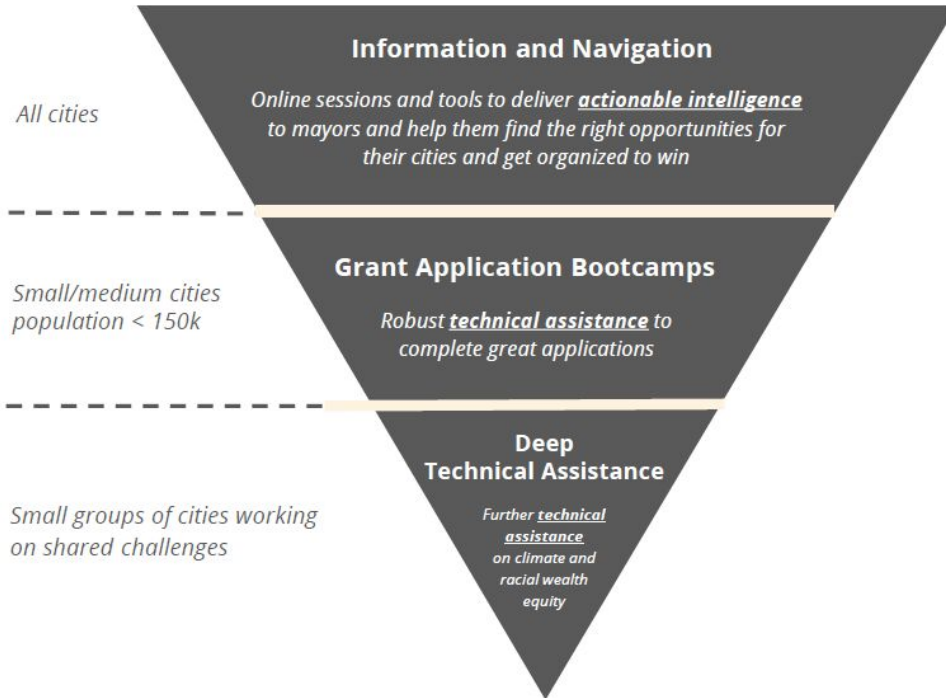 Information and Navigation
All cities
Online sessions and tools to deliver actionable intelligence
to mayors and help them find the right opportunities for
their cities and get organized to win
Grant Application Bootcamps
Small/medium cities
population < 150k
Robust technical assistance to
complete great applications
Deep
Technical Assistance
Small groups of cities working
on shared challenges
Further technical
assistance
on climate and
racial wealth
equity